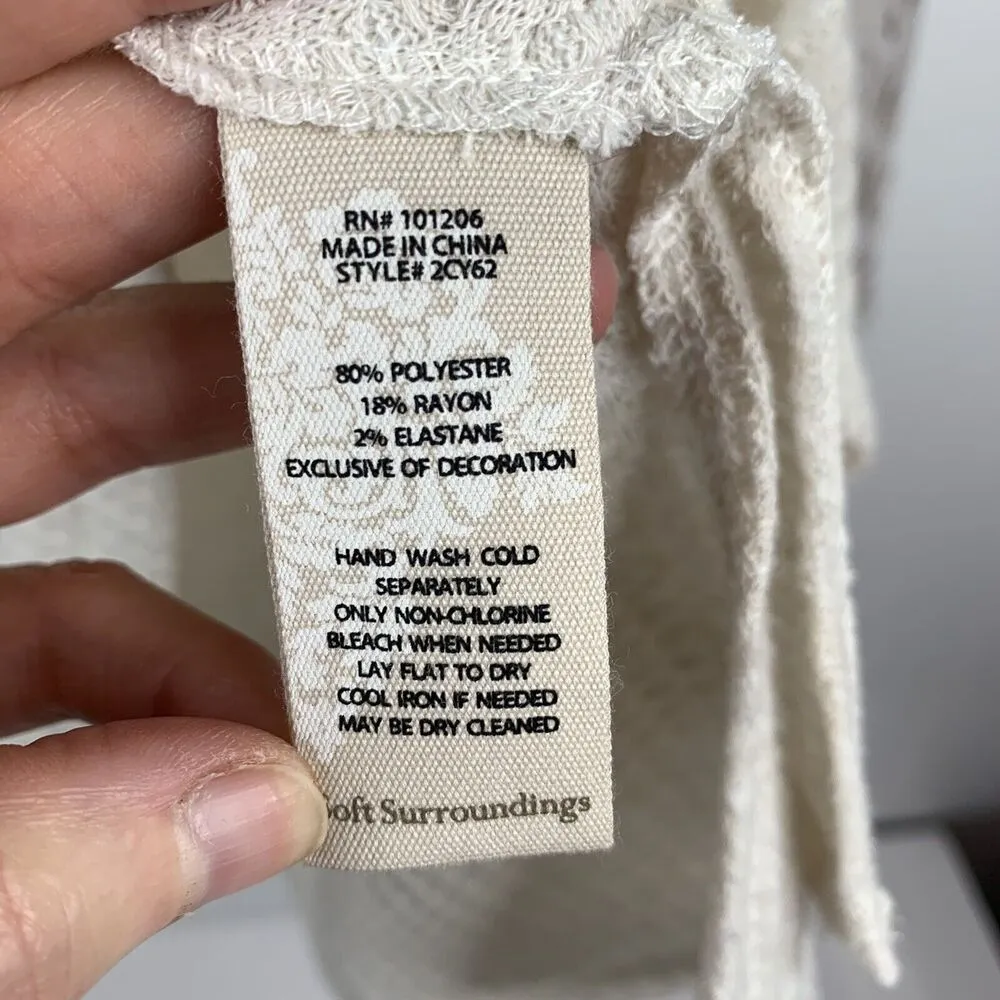 RN# 101206
MADE IN CHINA
STYLE# 2CY62
80% POLYESTER
18% RAYON
2% ELASTANE
EXCLUSIVE OF DECORATION
HAND WASH COLD
SEPARATELY
ONLY NON-CHLORINE
BLEACH WHEN NEEDED
LAY FLAT TO DRY
COOL IRON IF NEEDED
MAY BE DRY CLEANED
Soft Surroundings